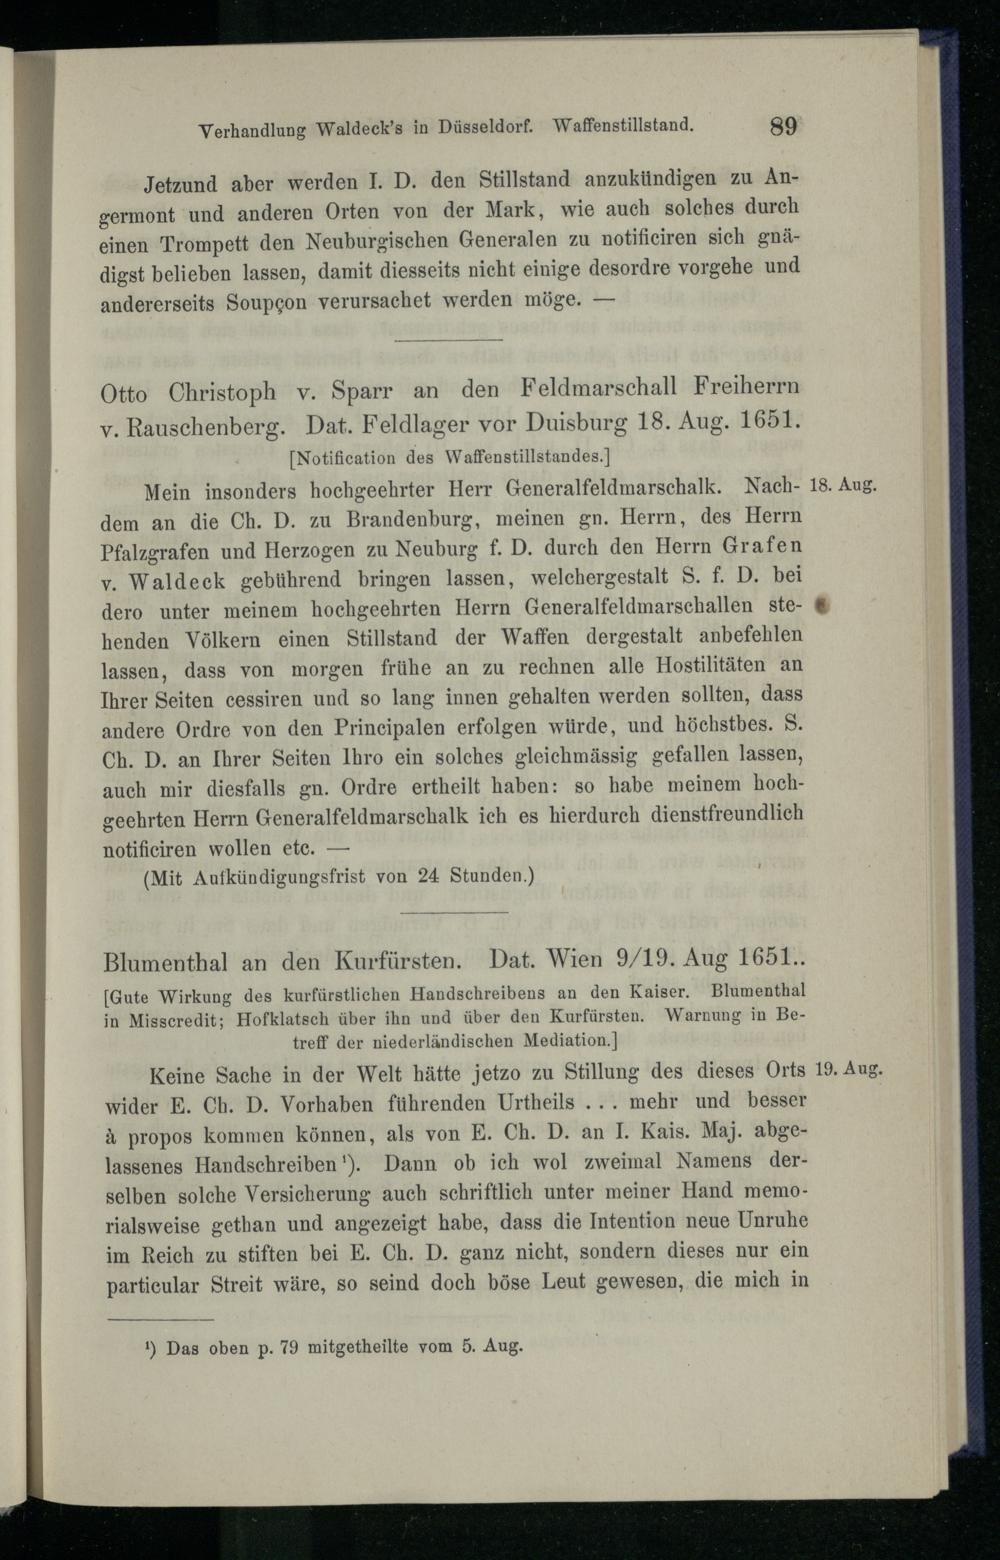 Verhandlung Waldeck's in Düsseldorf. Waffenstillstand. 89
Jetzund aber werden I. D. den Stillstand anzukündigen zu An-
germont und anderen Orten von der Mark, wie auch solches durch
einen Trompett den Neuburgischen Generalen zu notificiren sich gnä-
digst belieben lassen, damit diesseits nicht einige desordre vorgehe und
andererseits Soupçon verursachet werden möge. —
Otto Christoph v. Sparr an den Feldmarschall Freiherrn
v. Rauschenberg. Dat. Feldlager vor Duisburg 18. Aug. 1651.
[Notification des Waffenstillstandes.]
Mein insonders hochgeehrter Herr Generalfeldmarschalk. Nach- 18. Aug.
dem an die Ch. D. zu Brandenburg, meinen gn. Herrn, des Herrn
Pfalzgrafen und Herzogen zu Neuburg f. D. durch den Herrn Grafen
v. Waldeck gebührend bringen lassen, welchergestalt S. f. D. bei
dero unter meinem hochgeehrten Herrn Generalfeldmarschallen ste-
henden Völkern einen Stillstand der Waffen dergestalt anbefehlen
lassen, dass von morgen frühe an zu rechnen alle Hostilitäten an
Ihrer Seiten cessiren und so lang innen gehalten werden sollten, dass
andere Ordre von den Principalen erfolgen würde, und höchstbes. S.
Ch. D. an Ihrer Seiten Ihro ein solches gleichmässig gefallen lassen,
auch mir diesfalls gn. Ordre ertheilt haben: so habe meinem hoch-
geehrten Herrn Generalfeldmarschalk ich es hierdurch dienstfreundlich
notificiren wollen etc. —
(Mit Aufkündigungsfrist von 24 Stunden.)
Blumenthal an den Kurfürsten. Dat. Wien 9/19. Aug 1651..
[Gute Wirkung des kurfürstlichen Handschreibens an den Kaiser. Blumenthal
in Misscredit; Hofklatsch über ihn und über den Kurfürsten. Warnung in Be-
treff der niederländischen Mediation.]
Keine Sache in der Welt hätte jetzo zu Stillung des dieses Orts 19. Aug.
wider E. Ch. D. Vorhaben führenden Urtheils . . . mehr und besser
à propos kommen können, als von E. Ch. D. an I. Kais. Maj. abge-
lassenes Handschreiben ¹). Dann ob ich wol zweimal Namens der-
selben solche Versicherung auch schriftlich unter meiner Hand memo-
rialsweise gethan und angezeigt habe, dass die Intention neue Unruhe
im Reich zu stiften bei E. Ch. D. ganz nicht, sondern dieses nur ein
particular Streit wäre, so seind doch böse Leut gewesen, die mich in
¹) Das oben p. 79 mitgetheilte vom 5. Aug.